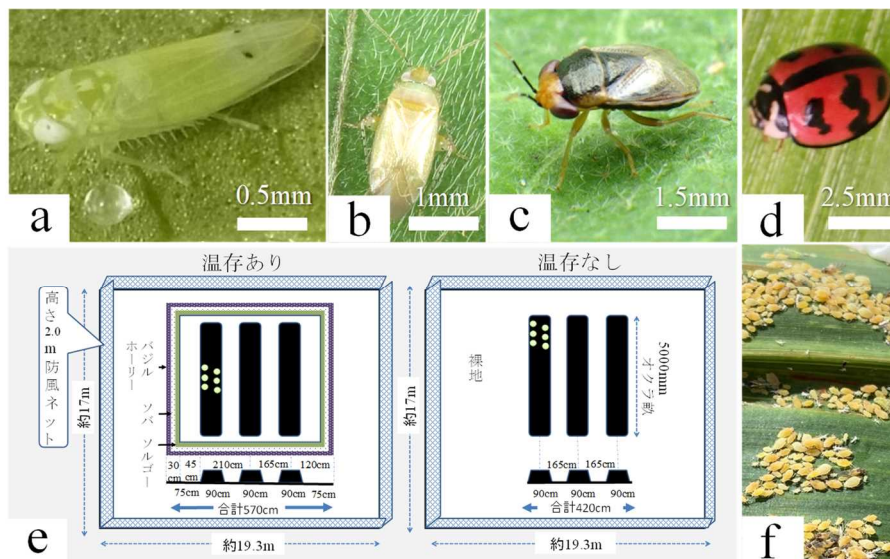 0.5mm
a
1mm
b
1.5mm
c
2.5mm
d
温存あり
温存なし
高さ2.0m防風ネット
約17m
バジル
ホーリー
ソバ
ソルゴー
30
cm
45
cm
210cm
165cm
120cm
75cm
90cm
90cm
90cm
75cm
合計570cm
約19.3m
約17m
裸地
5000mm
オクラ畝
165cm
165cm
90cm
90cm
90cm
合計420cm
約19.3m
e
f